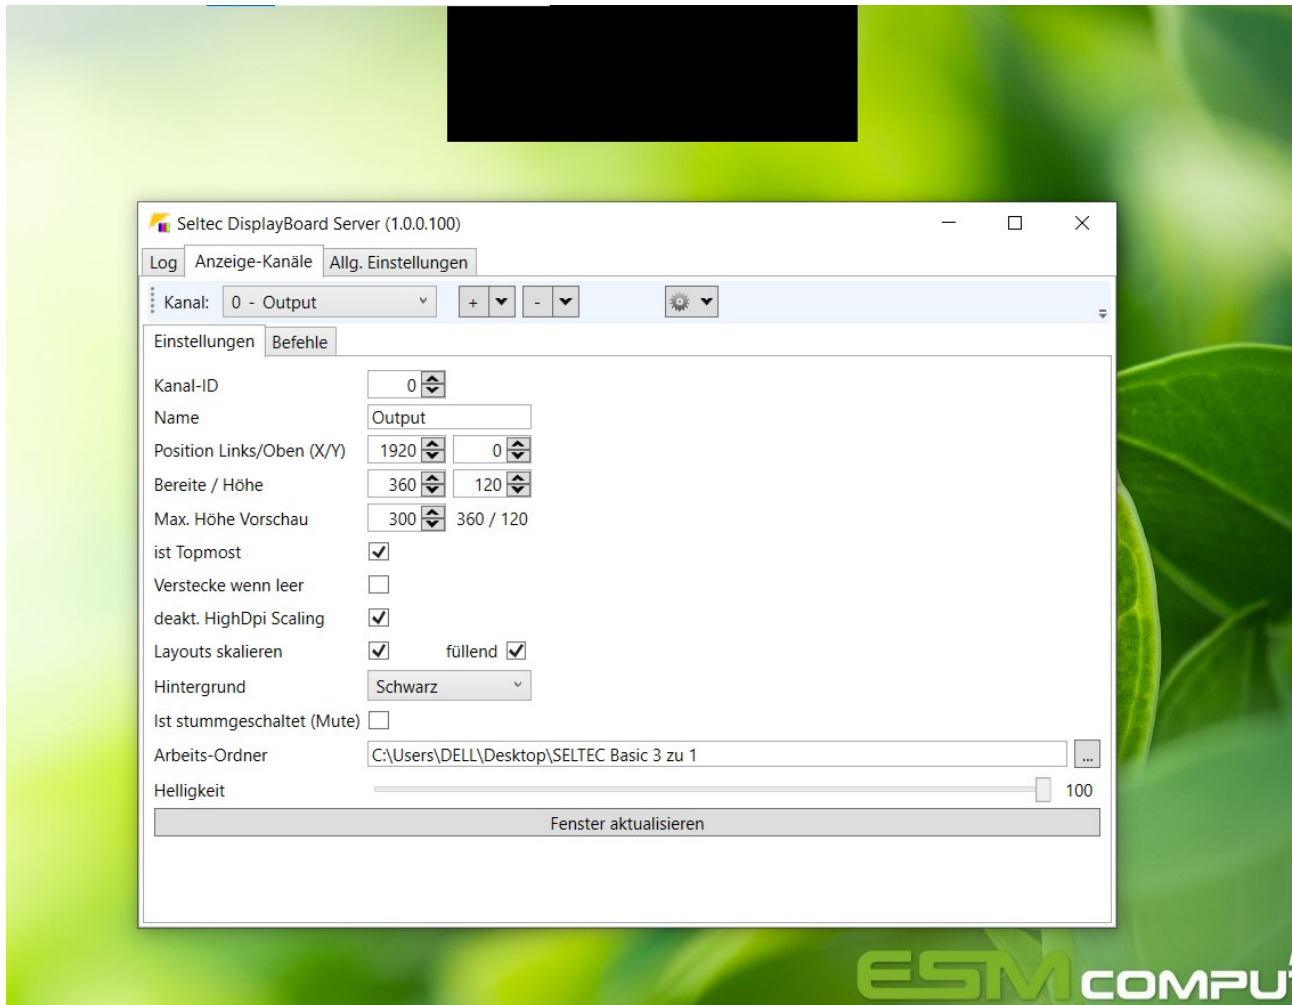 Seltec DisplayBoard Server (1.0.0.100)
Log Anzeige-Kanäle Allg. Einstellungen
Kanal: 0 - Output + -
Einstellungen Befehle
Kanal-ID 0
Name Output
Position Links/Oben (X/Y) 1920 0
Bereite / Höhe 360 120
Max. Höhe Vorschau 300 360 / 120
ist Topmost
Verstecke wenn leer
deakt. HighDpi Scaling
Layouts skalieren füllend
Hintergrund Schwarz
Ist stummgeschaltet (Mute)
Arbeits-Ordner C:\Users\DELL\Desktop\SELTEC Basic 3 zu 1 ...
Helligkeit 100
Fenster aktualisieren
ESM COMPU